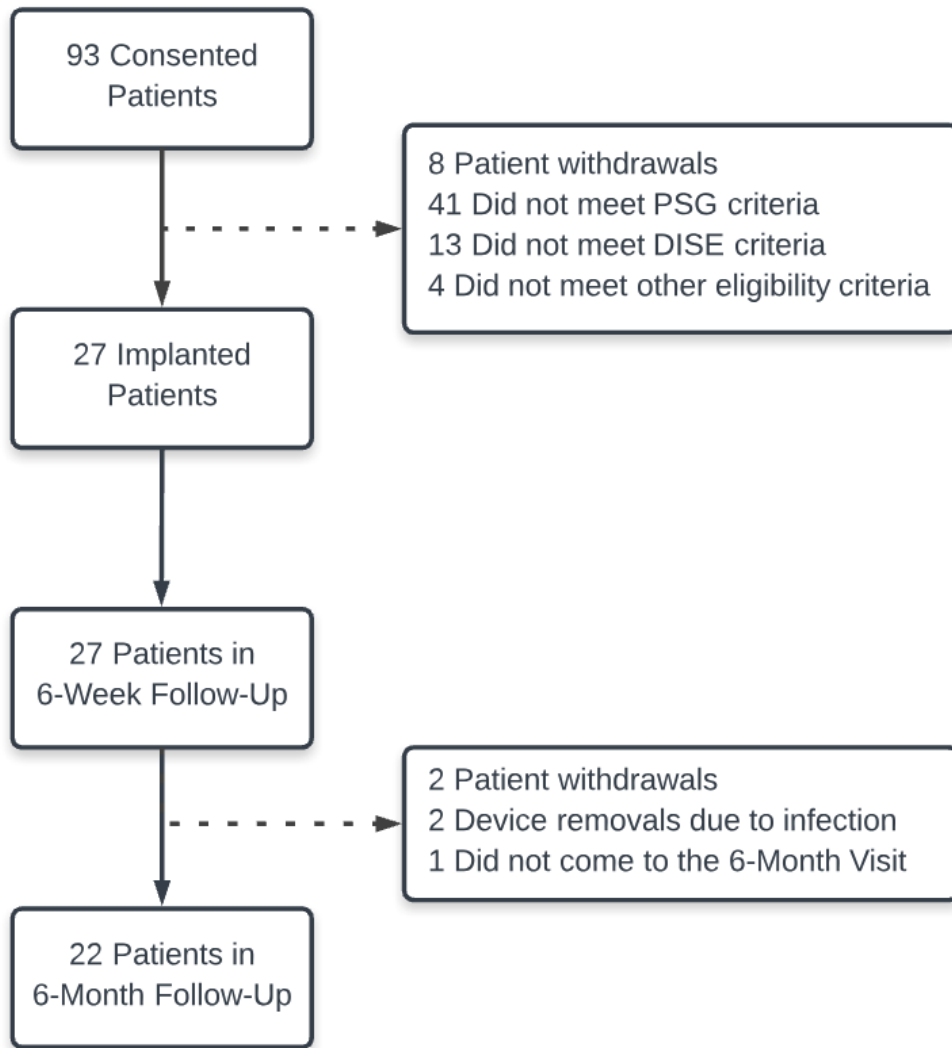 93 Consented
Patients
8 Patient withdrawals
41 Did not meet PSG criteria
13 Did not meet DISE criteria
4 Did not meet other eligibility criteria
27 Implanted
Patients
27 Patients in
6-Week Follow-Up
2 Patient withdrawals
2 Device removals due to infection
1 Did not come to the 6-Month Visit
22 Patients in
6-Month Follow-Up